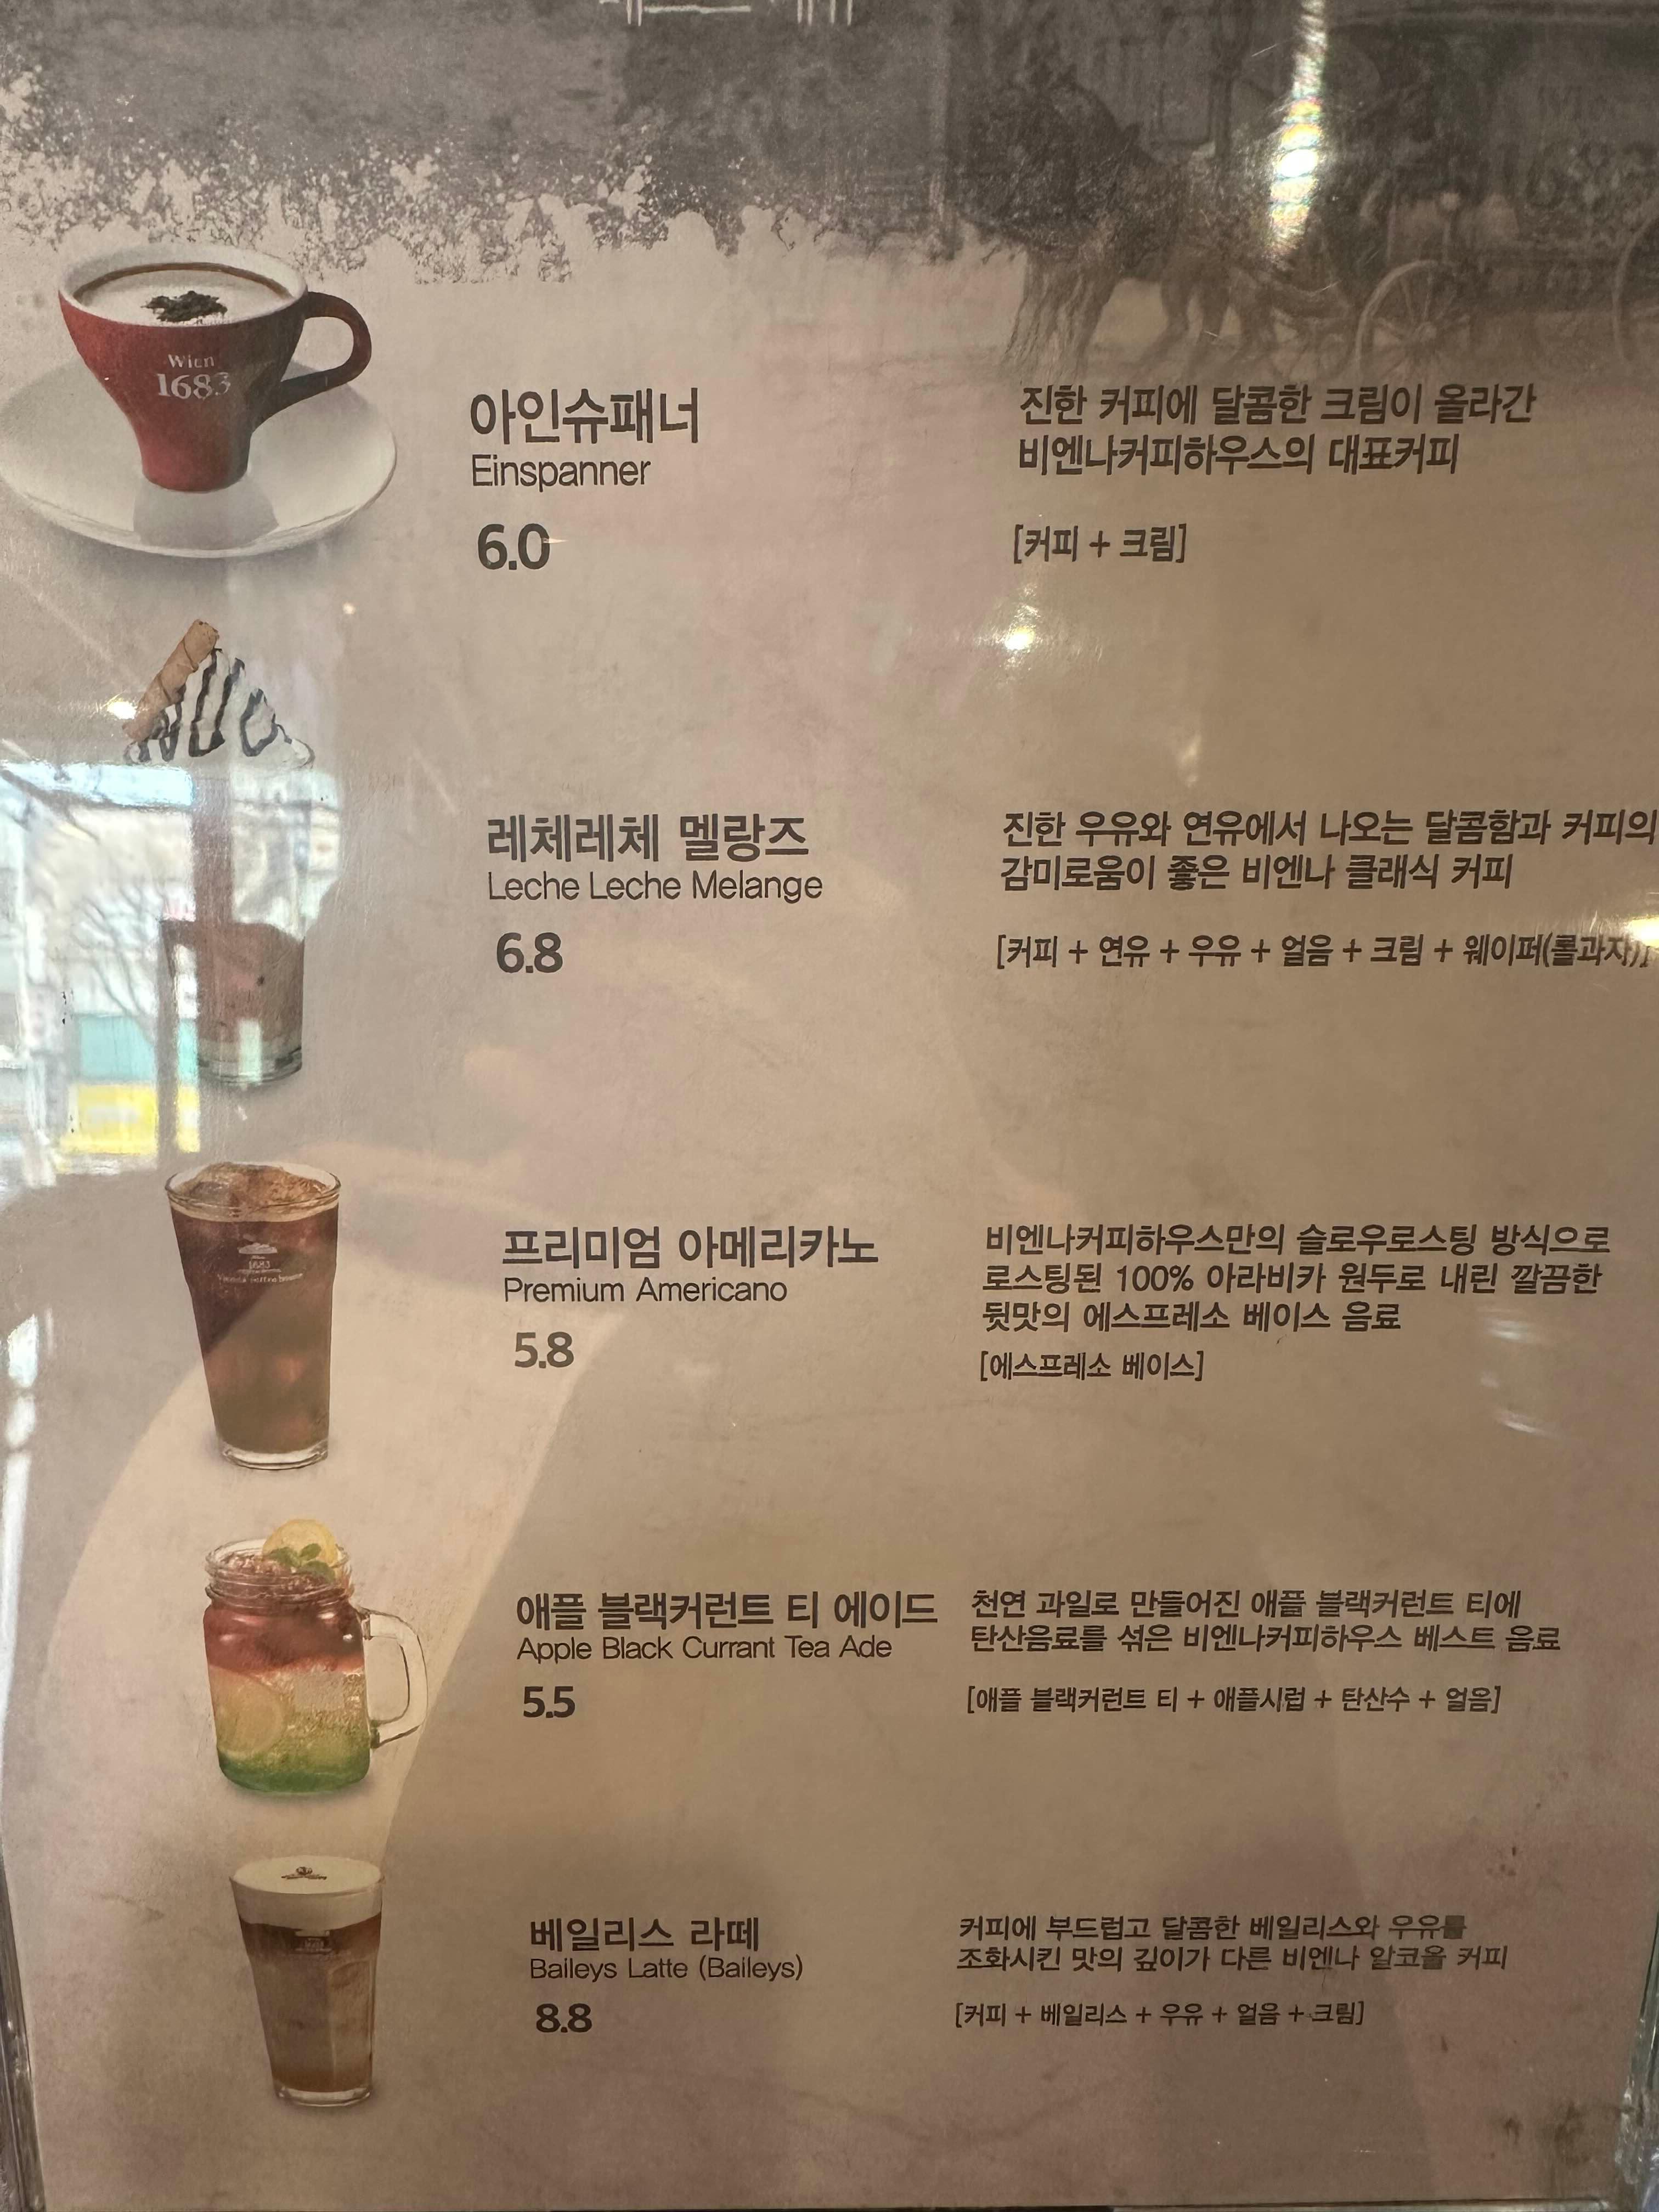 Wien
1683
아인슈패너
Einspanner
6.0
진한 커피에 달콤한 크림이 올라간
비엔나커피하우스의 대표커피
[커피 + 크림]
레체레체 멜랑즈
Leche Leche Melange
6.8
진한 우유와 연유에서 나오는 달콤함과 커피의
감미로움이 좋은 비엔나 클래식 커피
[커피 + 연유 + 우유 + 얼음 + 크림 + 웨이퍼(롤과자)]
프리미엄 아메리카노
Premium Americano
5.8
비엔나커피하우스만의 슬로우로스팅 방식으로
로스팅된 100% 아라비카 원두로 내린 깔끔한
뒷맛의 에스프레소 베이스 음료
[에스프레소 베이스]
1683
Vienna coffee house
애플 블랙커런트 티 에이드
Apple Black Currant Tea Ade
5.5
천연 과일로 만들어진 애플 블랙커런트 티에
탄산음료를 섞은 비엔나커피하우스 베스트 음료
[애플 블랙커런트 티 + 애플시럽 + 탄산수 + 얼음]
베일리스 라떼
Baileys Latte (Baileys)
8.8
커피에 부드럽고 달콤한 베일리스와 우유를
조화시킨 맛의 깊이가 다른 비엔나 알코올 커피
[커피 + 베일리스 + 우유 + 얼음 + 크림]